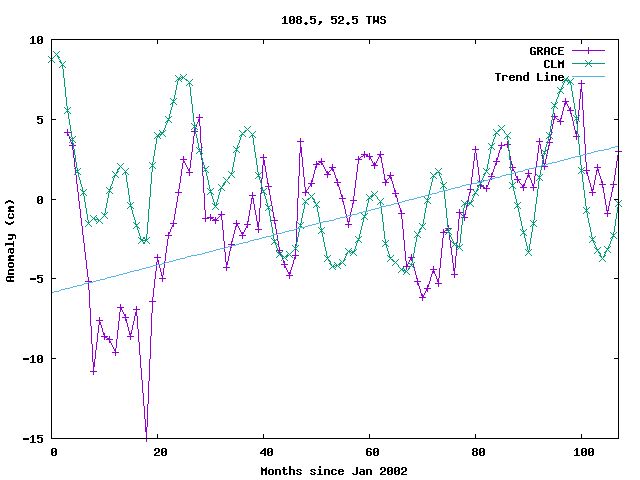 108.5, 52.5 TWS
GRACE
CLM
Trend Line
10
5
0
-5
-10
-15
Anomaly (cm)
0 20 40 60 80 100
Months since Jan 2002